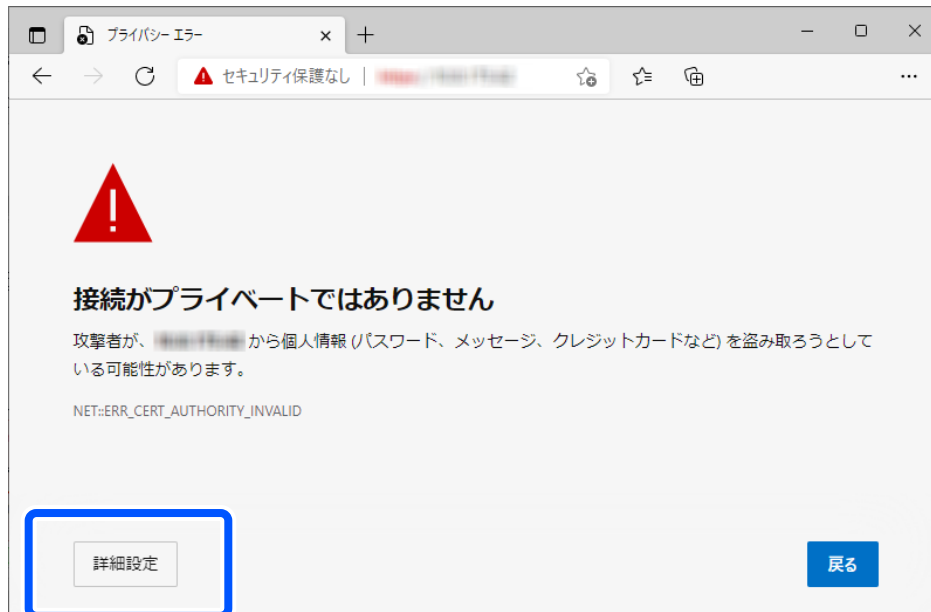 プライバシー エラー
セキュリティ保護なし
接続がプライベートではありません
攻撃者が、 から個人情報 (パスワード、メッセージ、クレジットカードなど) を盗み取ろうとして
いる可能性があります。
NET::ERR_CERT_AUTHORITY_INVALID
詳細設定
戻る